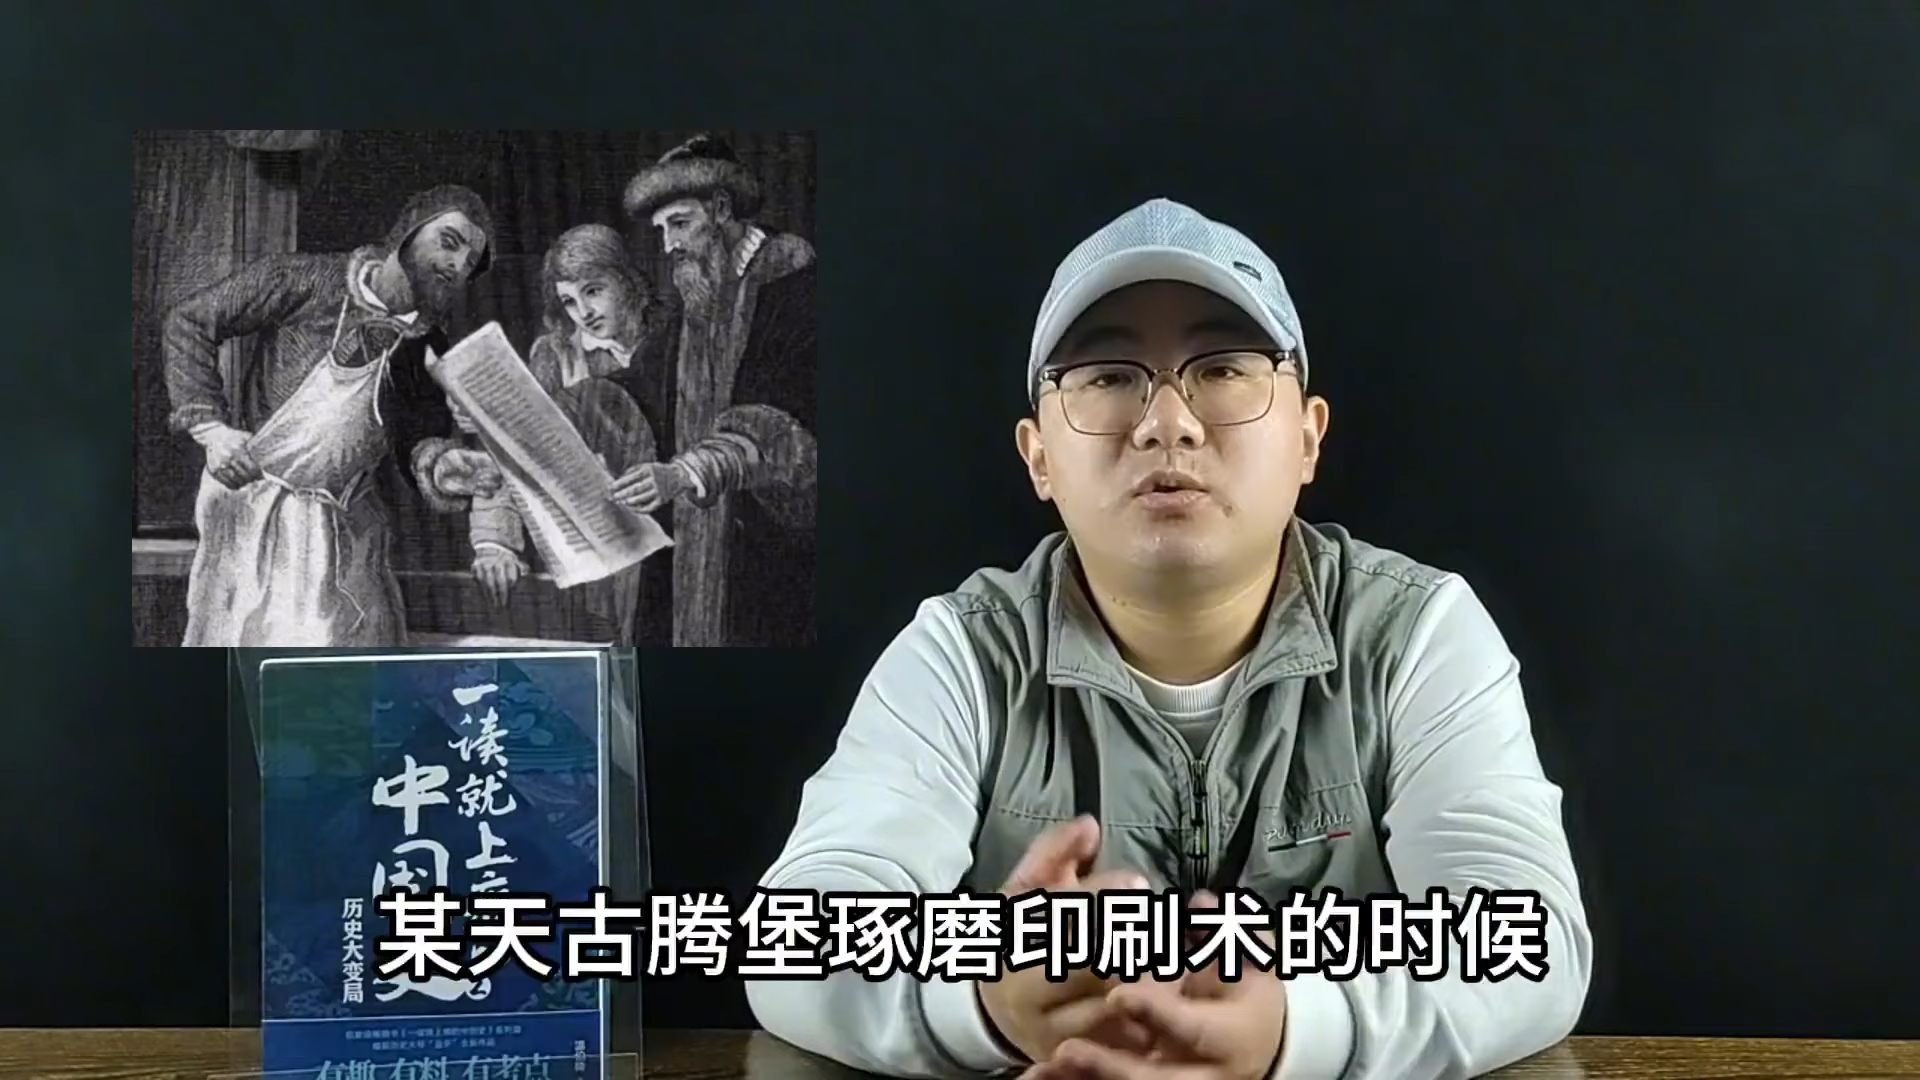 一读就上瘾的
中国史2
历史大变局
某天古腾堡琢磨印刷术的时候
有趣 有料 有考点